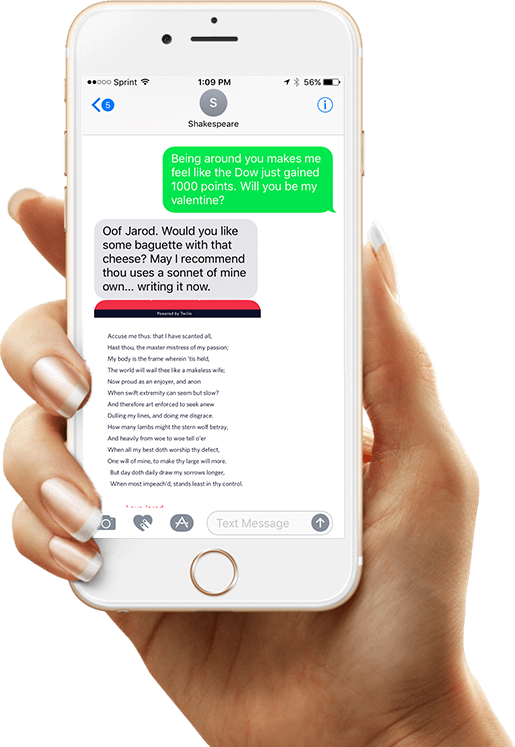 Sprint 1:09 PM 56%
5 S
Shakespeare
Being around you makes me
feel like the Dow just gained
1000 points. Will you be my
valentine?
Oof Jarod. Would you like
some baguette with that
cheese? May I recommend
thou uses a sonnet of mine
own... writing it now.
Powered by Twilio
Accuse me thus: that I have scanted all,
Hast thou, the master mistress of my passion;
My body is the frame wherein 'tis held,
The world will wail thee like a makeless wife;
Now proud as an enjoyer, and anon
When swift extremity can seem but slow?
And therefore art enforced to seek anew
Dulling my lines, and doing me disgrace.
How many lambs might the stern wolf betray,
And heavily from woe to woe tell o'er
When all my best doth worship thy defect,
One will of mine, to make thy large will more.
But day doth daily draw my sorrows longer,
When most impeach'd, stands least in thy control.
Love Jarod
Text Message